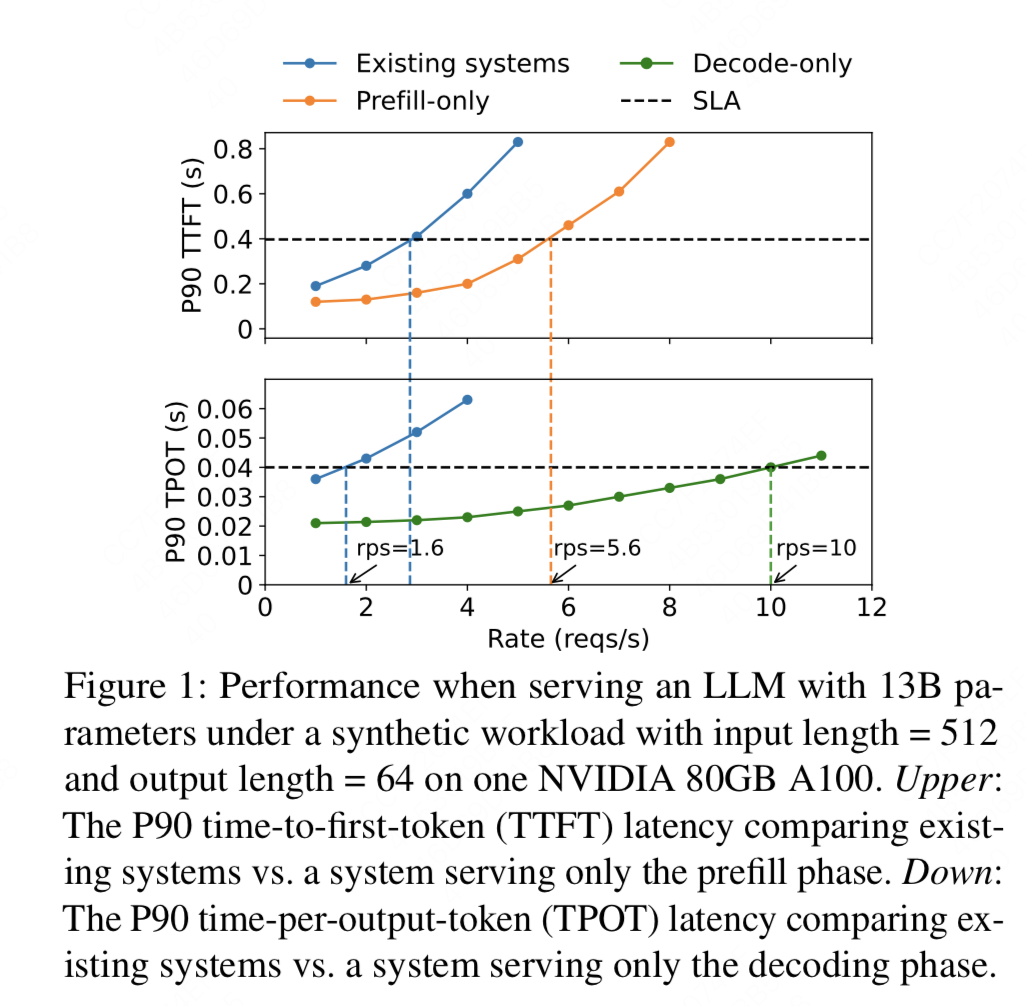 Existing systems
Decode-only
Prefill-only
SLA
P90 TTFT (s)
0.8
0.6
0.4
0.2
0
P90 TPOT (s)
0.06
0.05
0.04
0.03
0.02
0.01
0
rps=1.6
rps=5.6
rps=10
0 2 4 6 8 10 12
Rate (reqs/s)
Figure 1: Performance when serving an LLM with 13B pa-
rameters under a synthetic workload with input length = 512
and output length = 64 on one NVIDIA 80GB A100. Upper:
The P90 time-to-first-token (TTFT) latency comparing exist-
ing systems vs. a system serving only the prefill phase. Down:
The P90 time-per-output-token (TPOT) latency comparing ex-
isting systems vs. a system serving only the decoding phase.